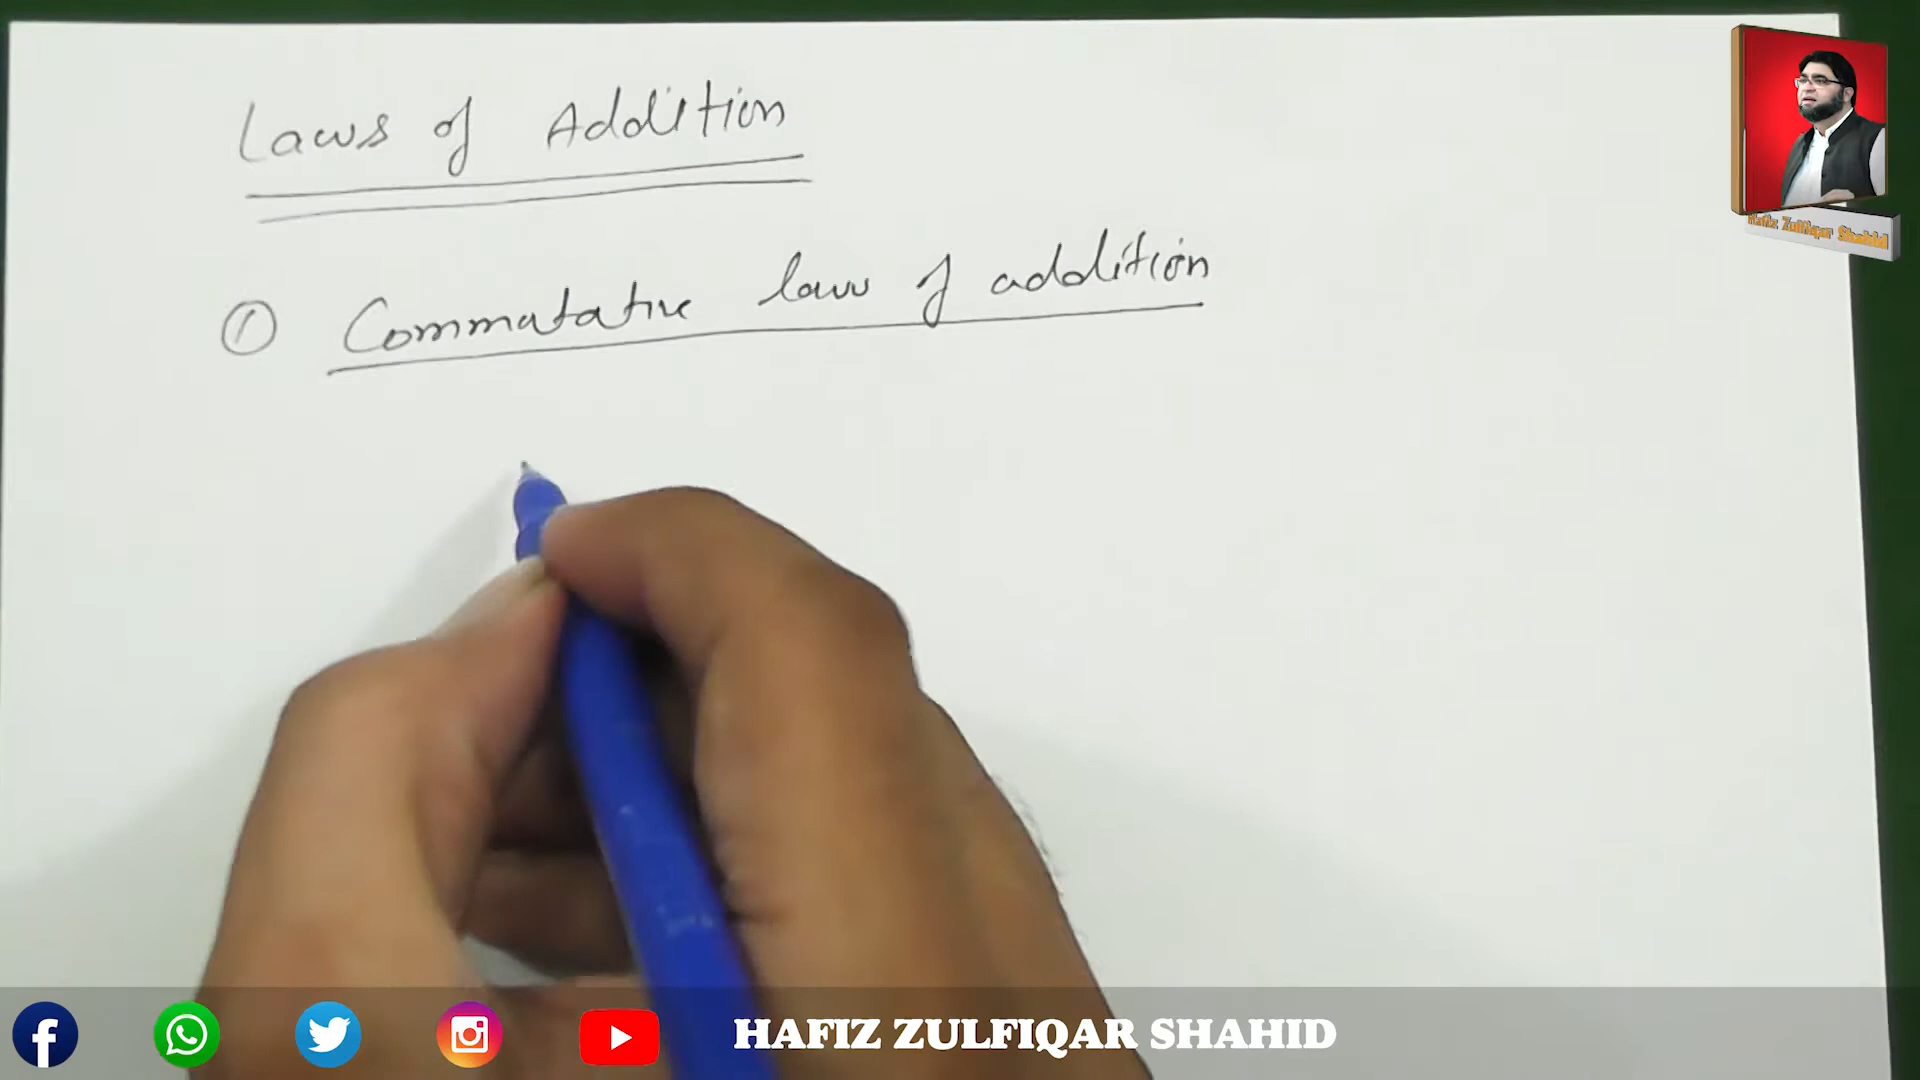 Laws of Addition
① Commutative law of addition
Hafiz Zulfiqar Shahid
HAFIZ ZULFIQAR SHAHID